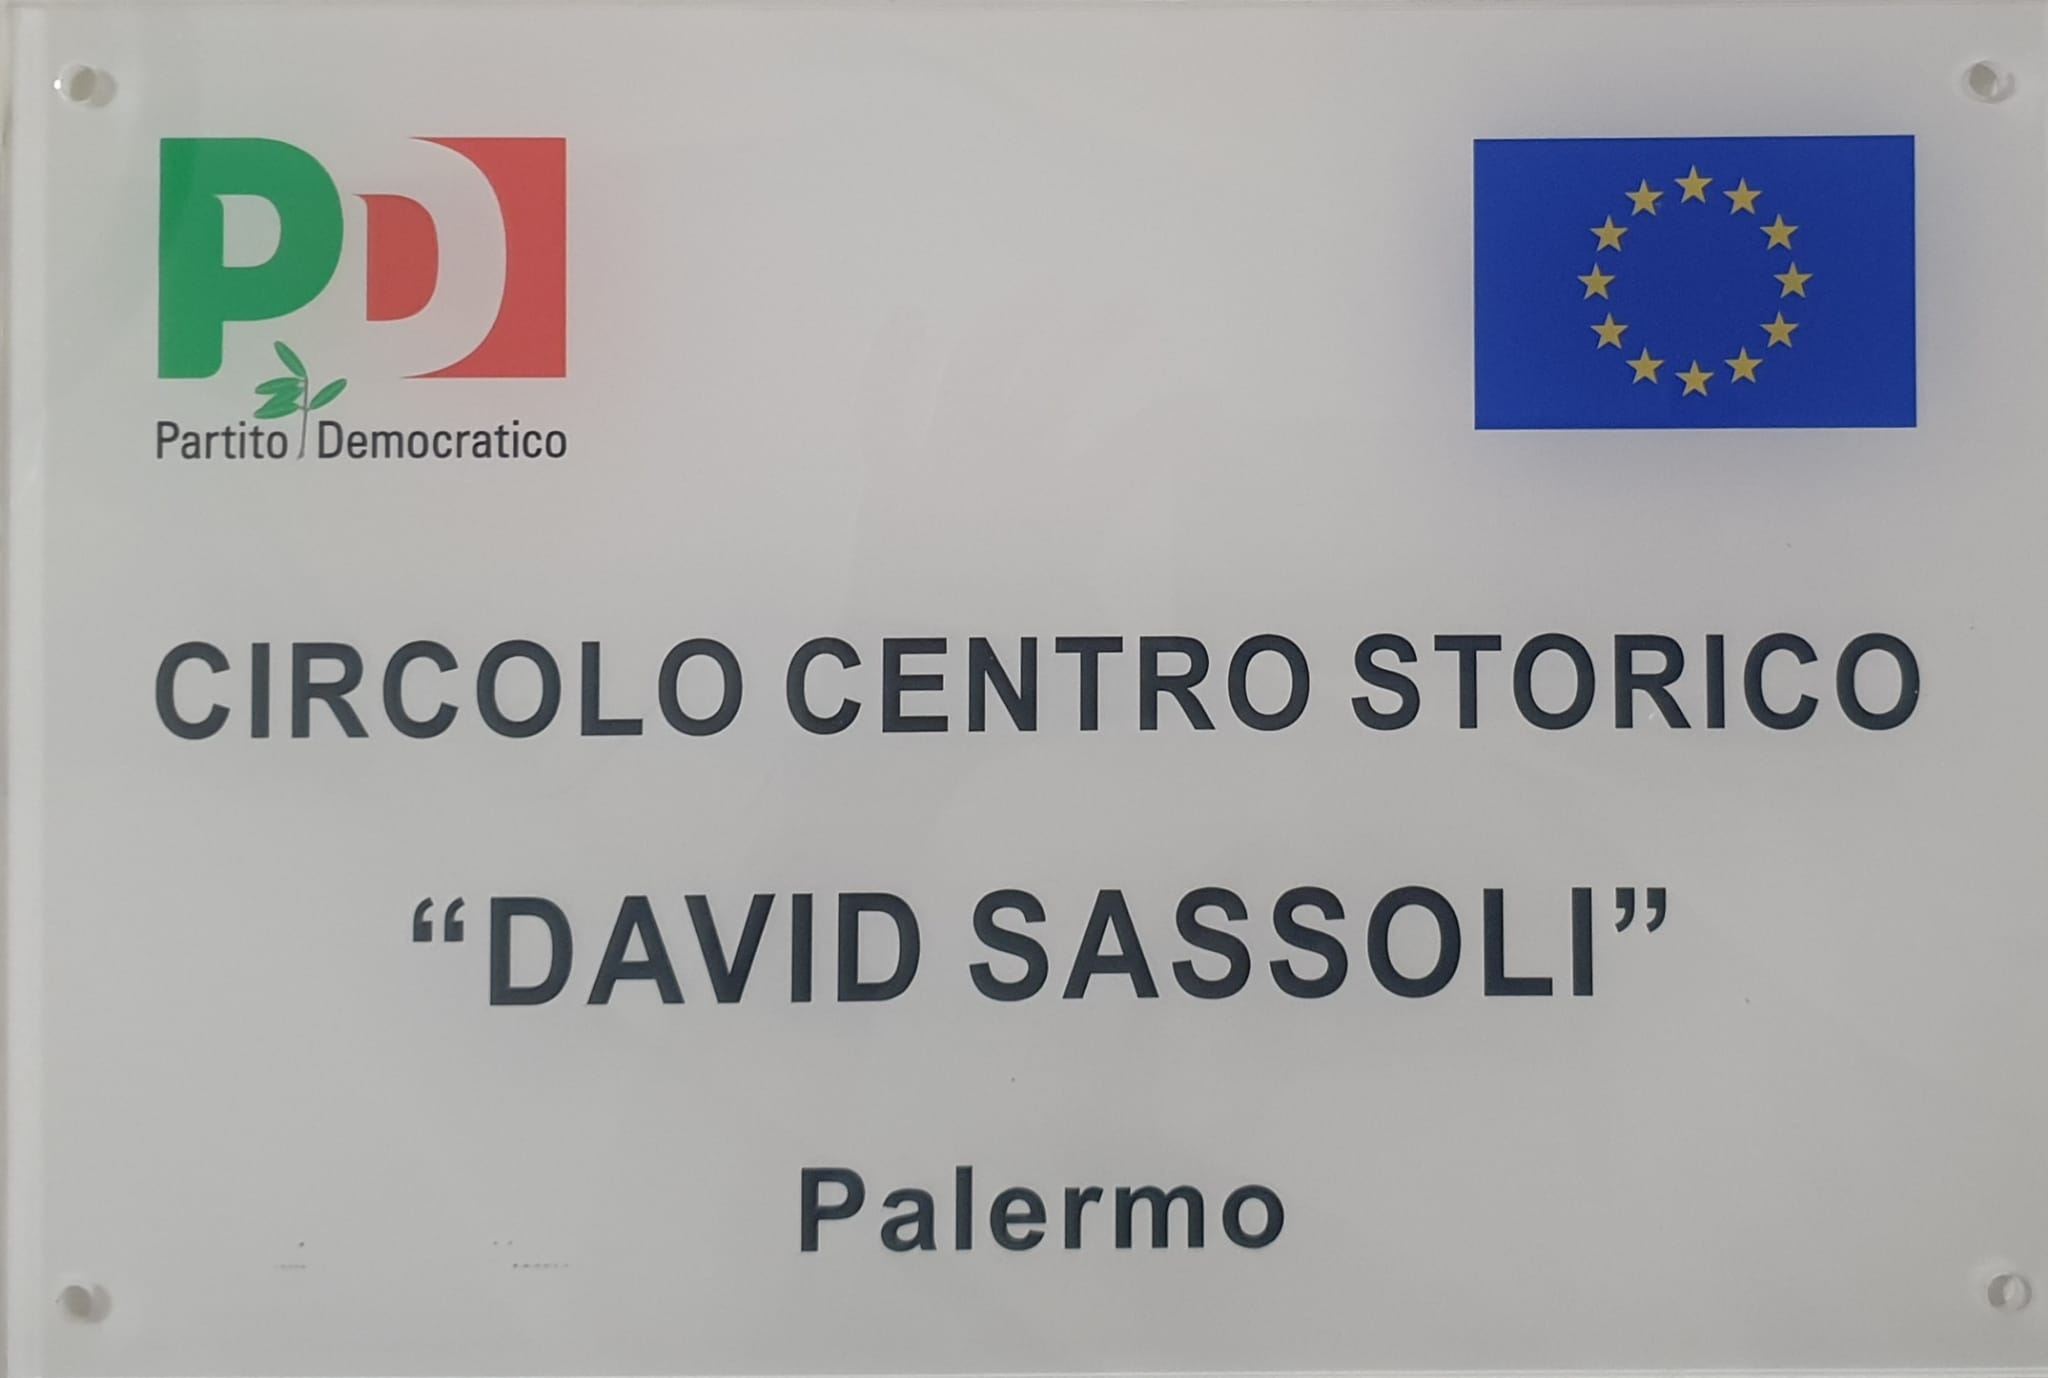 PD
Partito Democratico
CIRCOLO CENTRO STORICO
“DAVID SASSOLI”
Palermo